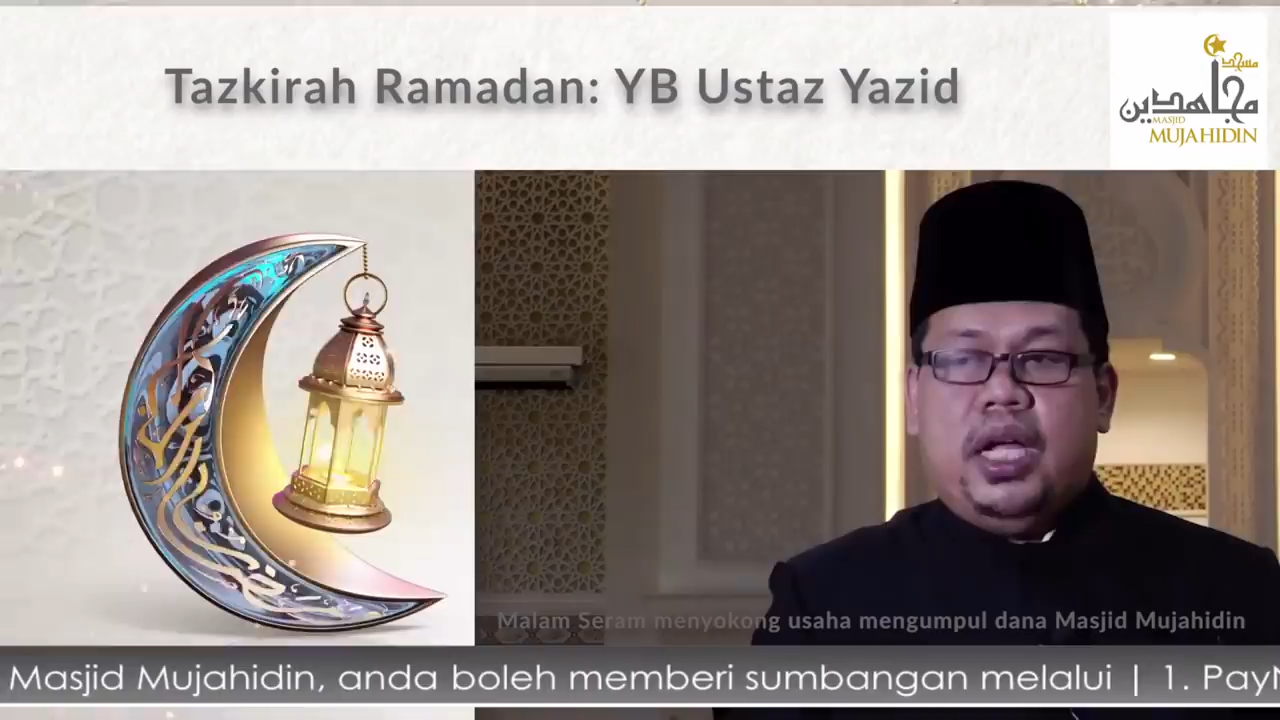 Tazkirah Ramadan: YB Ustaz Yazid
مسجد
مجاهدين
MASJID
MUJAHIDIN
Malam Seram menyokong usaha mengumpul dana Masjid Mujahidin
Masjid Mujahidin, anda boleh memberi sumbangan melalui | 1. PayN